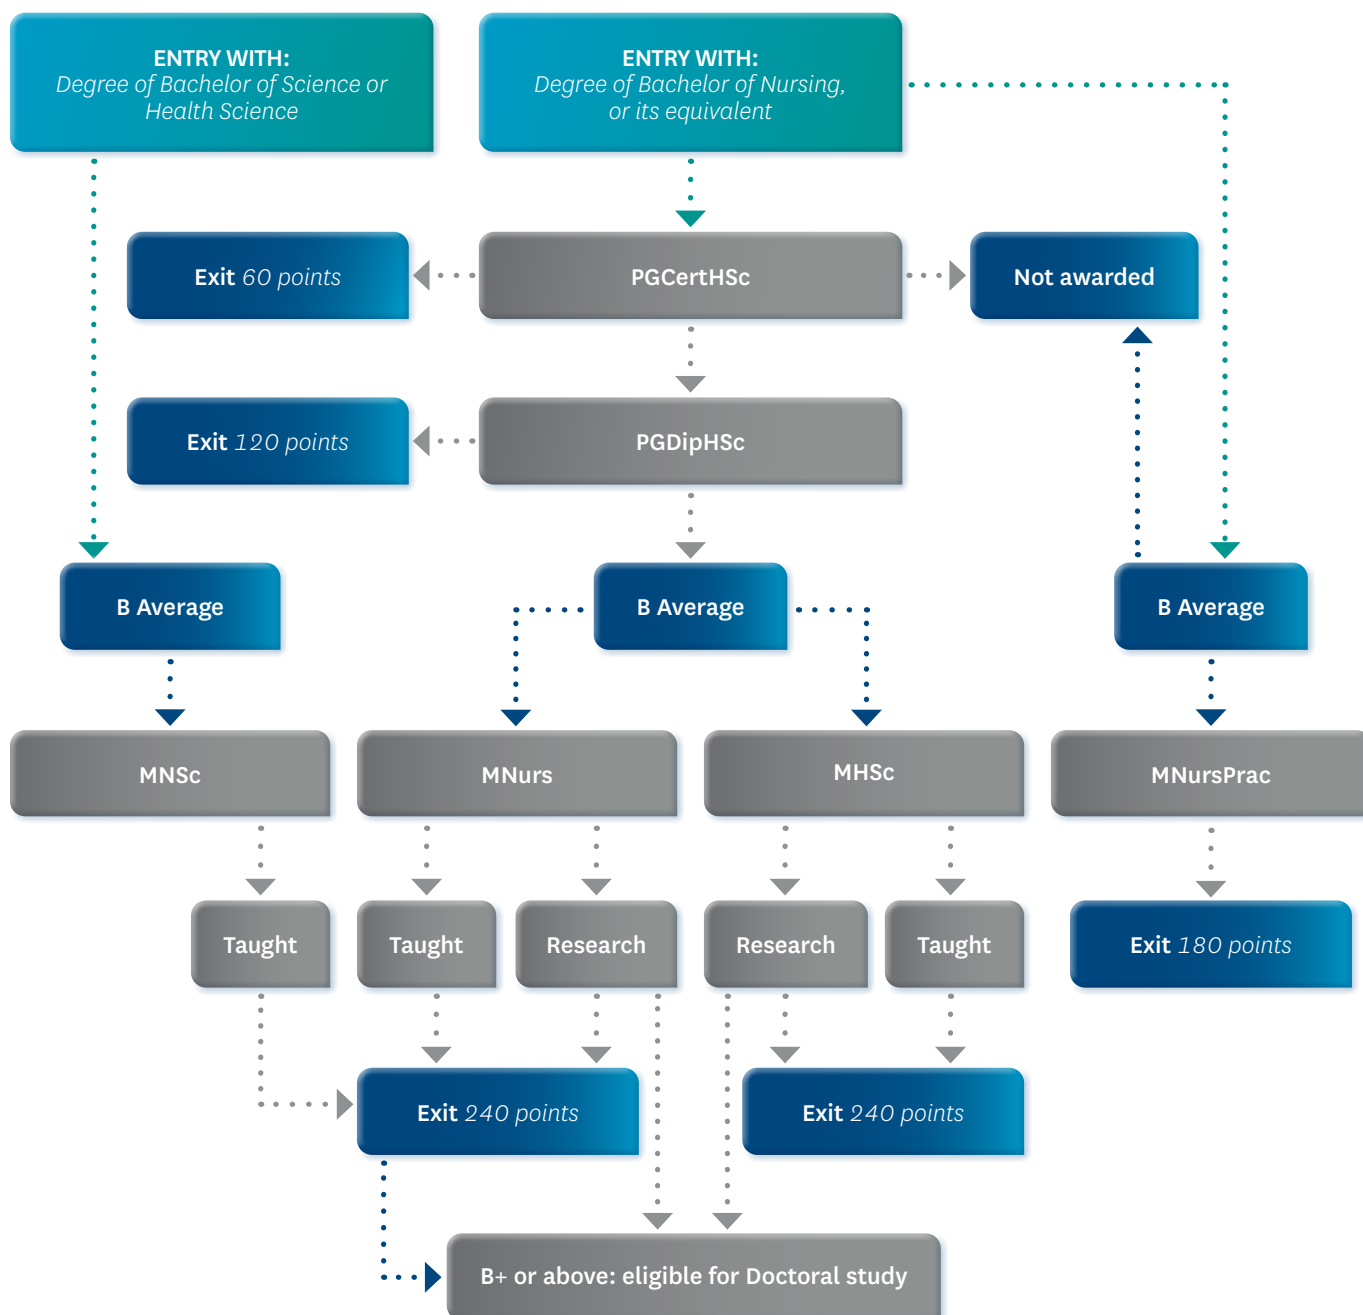 ENTRY WITH:
Degree of Bachelor of Science or
Health Science
ENTRY WITH:
Degree of Bachelor of Nursing,
or its equivalent
Exit 60 points
PGCertHSc
Not awarded
Exit 120 points
PGDipHSc
B Average
B Average
B Average
MNSc
MNurs
MHSc
MNursPrac
Taught
Taught
Research
Research
Taught
Exit 180 points
Exit 240 points
Exit 240 points
B+ or above: eligible for Doctoral study